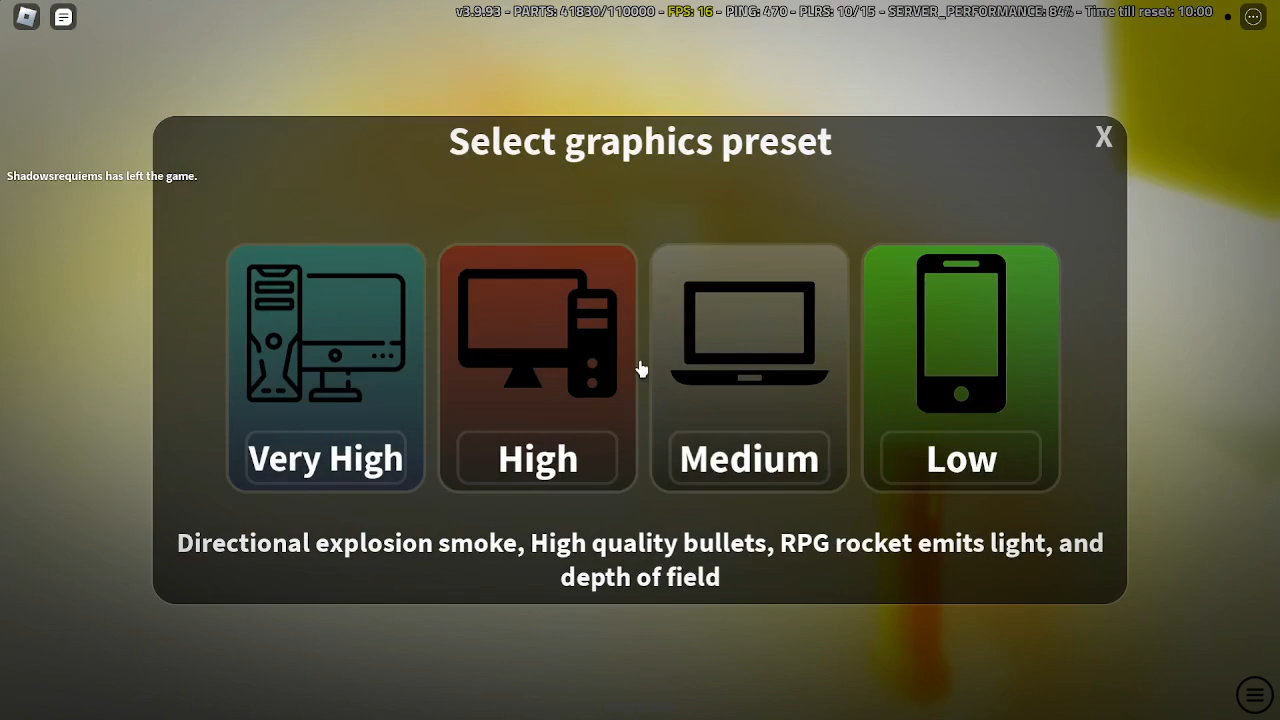 v3.9.93 - PARTS: 41830/110000 - FPS: 16 - PING: 470 - PLRS: 10/15 - SERVER_PERFORMANCE: 84% - Time till reset: 10:00
Select graphics preset
X
Shadowsrequiems has left the game.
Very High
High
Medium
Low
Directional explosion smoke, High quality bullets, RPG rocket emits light, and
depth of field